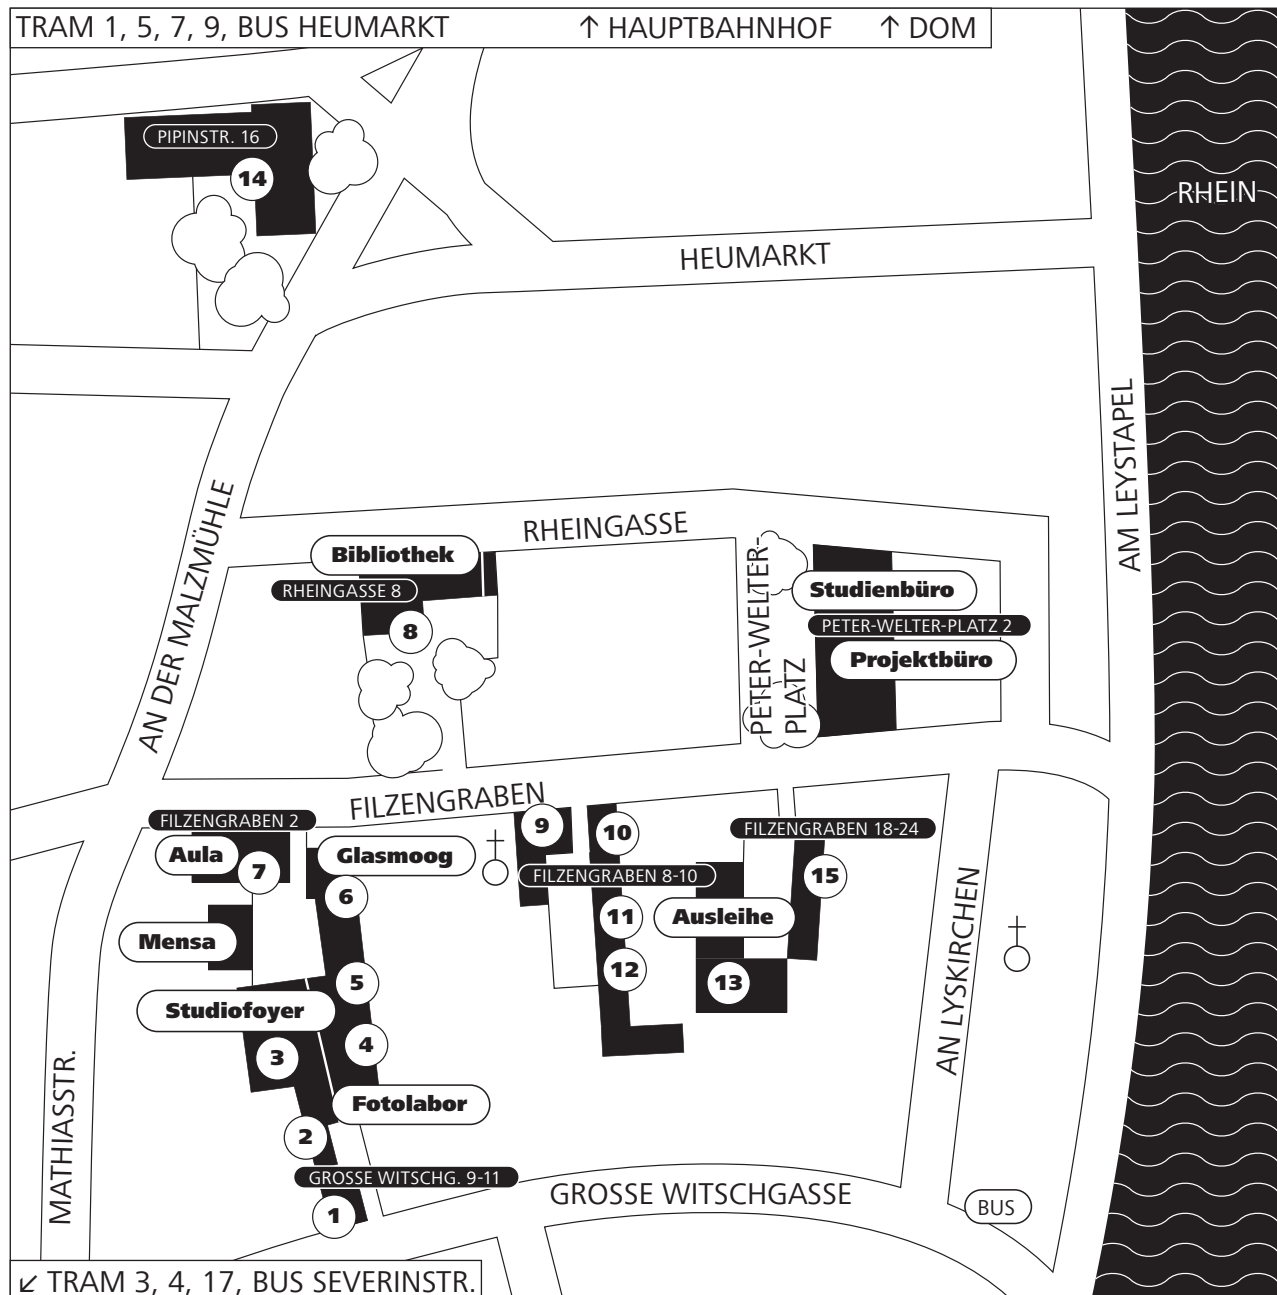 TRAM 1, 5, 7, 9, BUS HEUMARKT ↑ HAUPTBAHNHOF ↑ DOM
PIPINSTR. 16
14
RHEIN
HEUMARKT
AM LEYSTAPEL
AN DER MALZMÜHLE
RHEINGASSE
Bibliothek
RHEINGASSE 8
8
PETER-WELTER-
PLATZ
Studienbüro
PETER-WELTER-PLATZ 2
Projektbüro
FILZENGRABEN
FILZENGRABEN 2
Aula
7
Glasmoog
6
9
10
FILZENGRABEN 18-24
FILZENGRABEN 8-10
15
11
Ausleihe
Mensa
12
13
5
Studiofoyer
3
4
AN LYSKIRCHEN
MATHIASSTR.
Fotolabor
2
GROSSE WITSCHG. 9-11
GROSSE WITSCHGASSE
1
BUS
↙ TRAM 3, 4, 17, BUS SEVERINSTR.